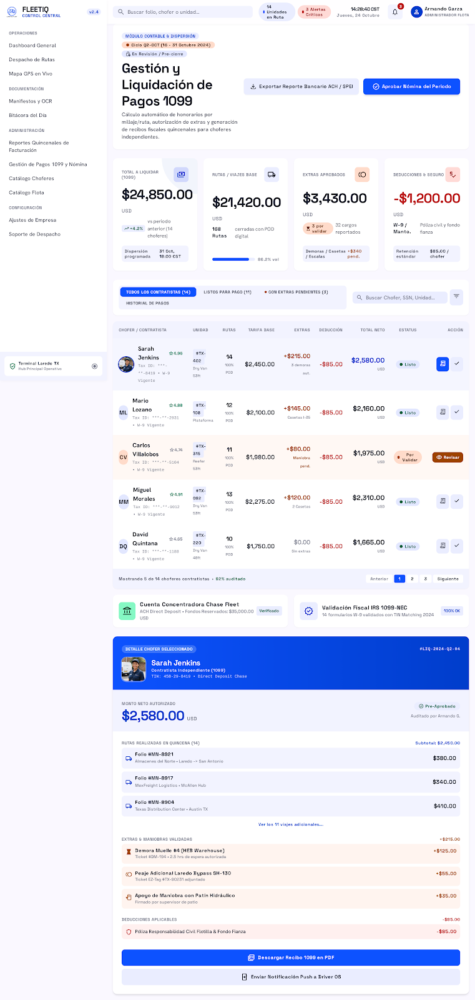 FLEETIQ
CONTROL CENTRAL
v2.4
Buscar folio, chofer o unidad...
14
Unidades
en Ruta
3 Alertas
Críticas
14:28:40 CST
Jueves, 24 Octubre
3
Armando Garza
ADMINISTRADOR FLOTA
OPERACIONES
Dashboard General
Despacho de Rutas
Mapa GPS en Vivo
DOCUMENTACIÓN
Manifiestos y OCR
Bitácora del Día
ADMINISTRACIÓN
Reportes Quincenales de
Facturación
Gestión de Pagos 1099 y Nómina
Catálogo Choferes
Catálogo Flota
CONFIGURACIÓN
Ajustes de Empresa
Soporte de Despacho
Terminal Laredo TX
Hub Principal Operativo
MÓDULO CONTABLE & DISPERSIÓN
Ciclo Q2-OCT (16 - 31 Octubre 2024)
En Revisión / Pre-cierre
Gestión y
Liquidación de
Pagos 1099
Cálculo automático de honorarios por
millaje/ruta, autorización de extras y generación
de recibos fiscales quincenales para choferes
independientes.
Exportar Reporte Bancario ACH / SPEI
Aprobar Nómina del Periodo
TOTAL A LIQUIDAR
(1099)
$24,850.00
USD
+4.2%
vs periodo
anterior (14
choferes)
Dispersión
programada
31 Oct,
18:00 CST
RUTAS / VIAJES BASE
$21,420.00
USD
168
Rutas
cerradas con POD
digital
86.2% vol
EXTRAS APROBADOS
$3,430.00
USD
3 por
validar
32 cargos
reportados
Demoras / Casetas
/ Escalas
+$340
pend.
DEDUCCIONES & SEGURO
-$1,200.00
USD
W-9 /
Manto.
Póliza civil y fondo
fianza
Retención
estándar
$85.00 /
chofer
TODOS LOS CONTRATISTAS (14)
LISTOS PARA PAGO (11)
CON EXTRAS PENDIENTES (3)
HISTORIAL DE PAGOS
Buscar Chofer, SSN, Unidad...
CHOFER / CONTRATISTA UNIDAD RUTAS TARIFA BASE EXTRAS DEDUCCIÓN TOTAL NETO ESTATUS ACCIÓN
Sarah
Jenkins
4.96
Tax ID: ***-
**-8419 • W-9
Vigente
#TX-
402
Dry Van
53ft
14
100%
POD
$2,450.00
+$215.00
3 demoras
aut.
-$85.00
$2,580.00
USD
Listo
ML
Mario
Lozano
4.88
Tax ID: ***-**-2931
• W-9 Vigente
#TX-
108
Plataforma
12
100%
POD
$2,100.00
+$145.00
Casetas I-35
-$85.00
$2,160.00
USD
Listo
CV
Carlos
Villalobos
4.74
Tax ID: ***-**-5104
• W-9 Vigente
#TX-
315
Reefer
53ft
11
100%
POD
$1,980.00
+$80.00
Maniobra
pend.
-$85.00
$1,975.00
USD
Por
Validar
Revisar
MM
Miguel
Morales
4.91
Tax ID: ***-**-9012
• W-9 Vigente
#TX-
092
Dry Van
53ft
13
100%
POD
$2,275.00
+$120.00
2 Casetas
-$85.00
$2,310.00
USD
Listo
DQ
David
Quintana
4.65
Tax ID: ***-**-1188
• W-9 Vigente
#TX-
220
Dry Van
48ft
10
100%
POD
$1,750.00
$0.00
Sin extras
-$85.00
$1,665.00
USD
Listo
Mostrando 5 de 14 choferes contratistas • 92% auditado
Anterior 1 2 3 Siguiente
Cuenta Concentradora Chase Fleet
ACH Direct Deposit • Fondos Reservados: $35,000.00
USD
Verificado
Validación Fiscal IRS 1099-NEC
14 formularios W-9 validados con TIN Matching 2024
100% OK
DETALLE CHOFER SELECCIONADO
#LIQ-2024-Q2-04
Sarah Jenkins
Contratista Independiente (1099)
TIN: 458-29-8419 • Direct Deposit Chase
MONTO NETO AUTORIZADO
$2,580.00 USD
Pre-Aprobado
Auditado por Armando G.
RUTAS REALIZADAS EN QUINCENA (14)
Subtotal: $2,450.00
Folio #MN-8921
Almacenes del Norte • Laredo -> San Antonio
$380.00
Folio #MN-8917
MexFreight Logistics • McAllen Hub
$340.00
Folio #MN-8904
Texas Distribution Center • Austin TX
$410.00
Ver los 11 viajes adicionales...
EXTRAS & MANIOBRAS VALIDADAS
+$215.00
Demora Muelle #4 (HEB Warehouse)
Ticket #DM-194 • 2.5 hrs de espera autorizada
+$125.00
Peaje Adicional Laredo Bypass SH-130
Ticket EZ-Tag #TX-90231 adjuntado
+$55.00
Apoyo de Maniobra con Patín Hidráulico
Firmado por supervisor de patio
+$35.00
DEDUCCIONES APLICABLES
-$85.00
Póliza Responsabilidad Civil Flotilla & Fondo Fianza
-$85.00
Descargar Recibo 1099 en PDF
Enviar Notificación Push a Driver OS